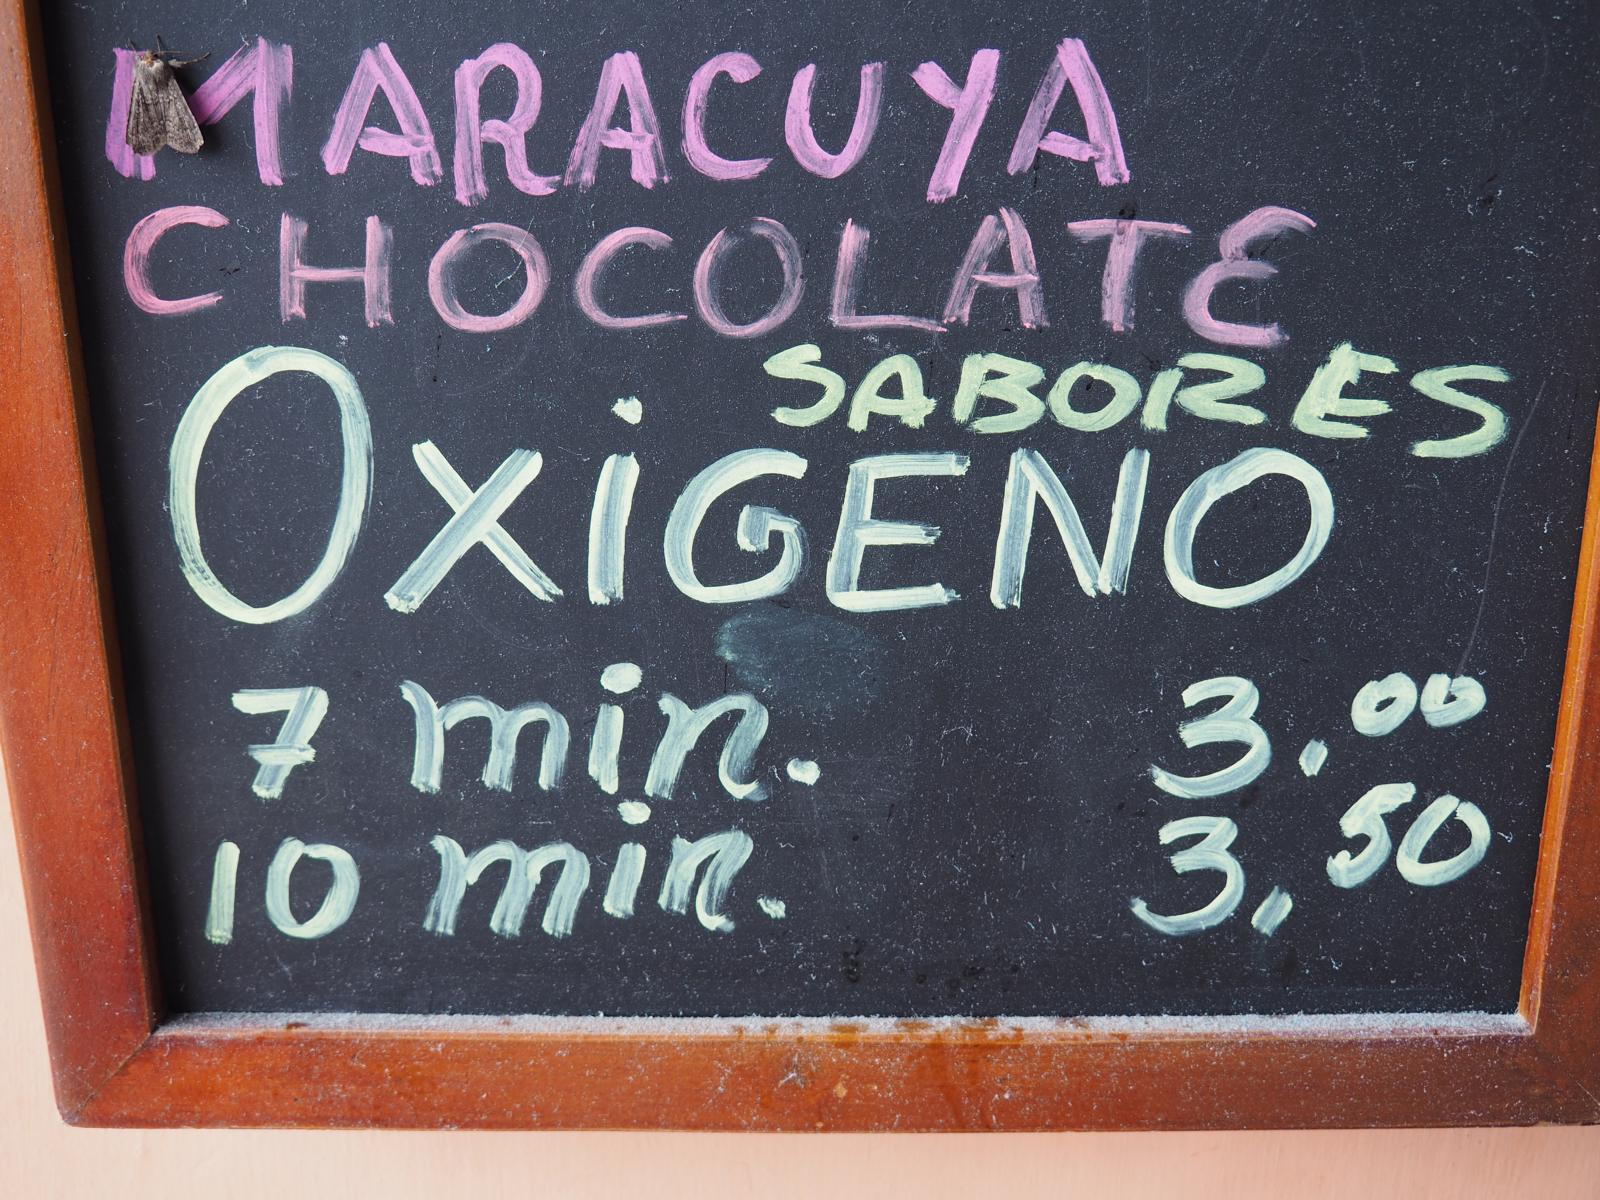 MARACUYA
CHOCOLATE
SABORES
OXiGENO
7 min. 3.00
10 min. 3.50